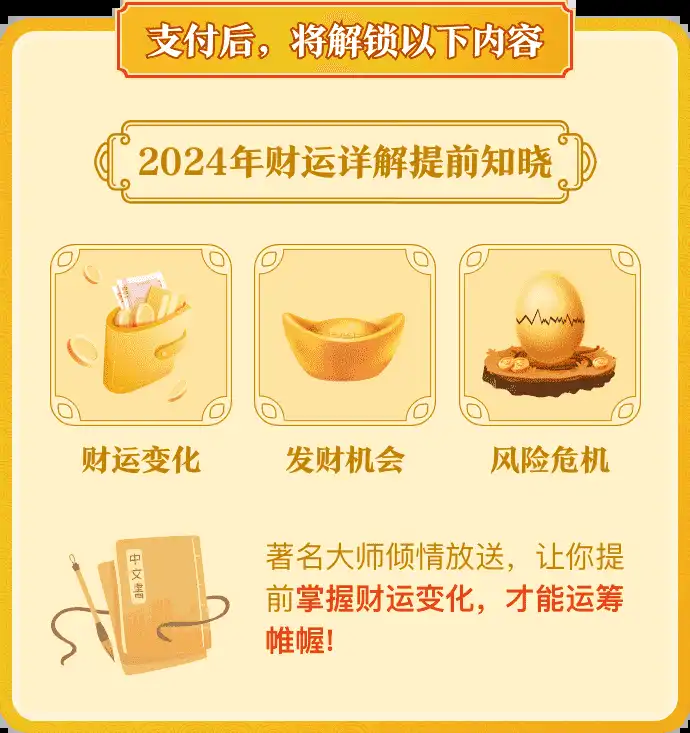 支付后，将解锁以下内容
2024年财运详解提前知晓
财运变化
发财机会
风险危机
中文書
著名大师倾情放送，让你提
前掌握财运变化，才能运筹
帷幄!